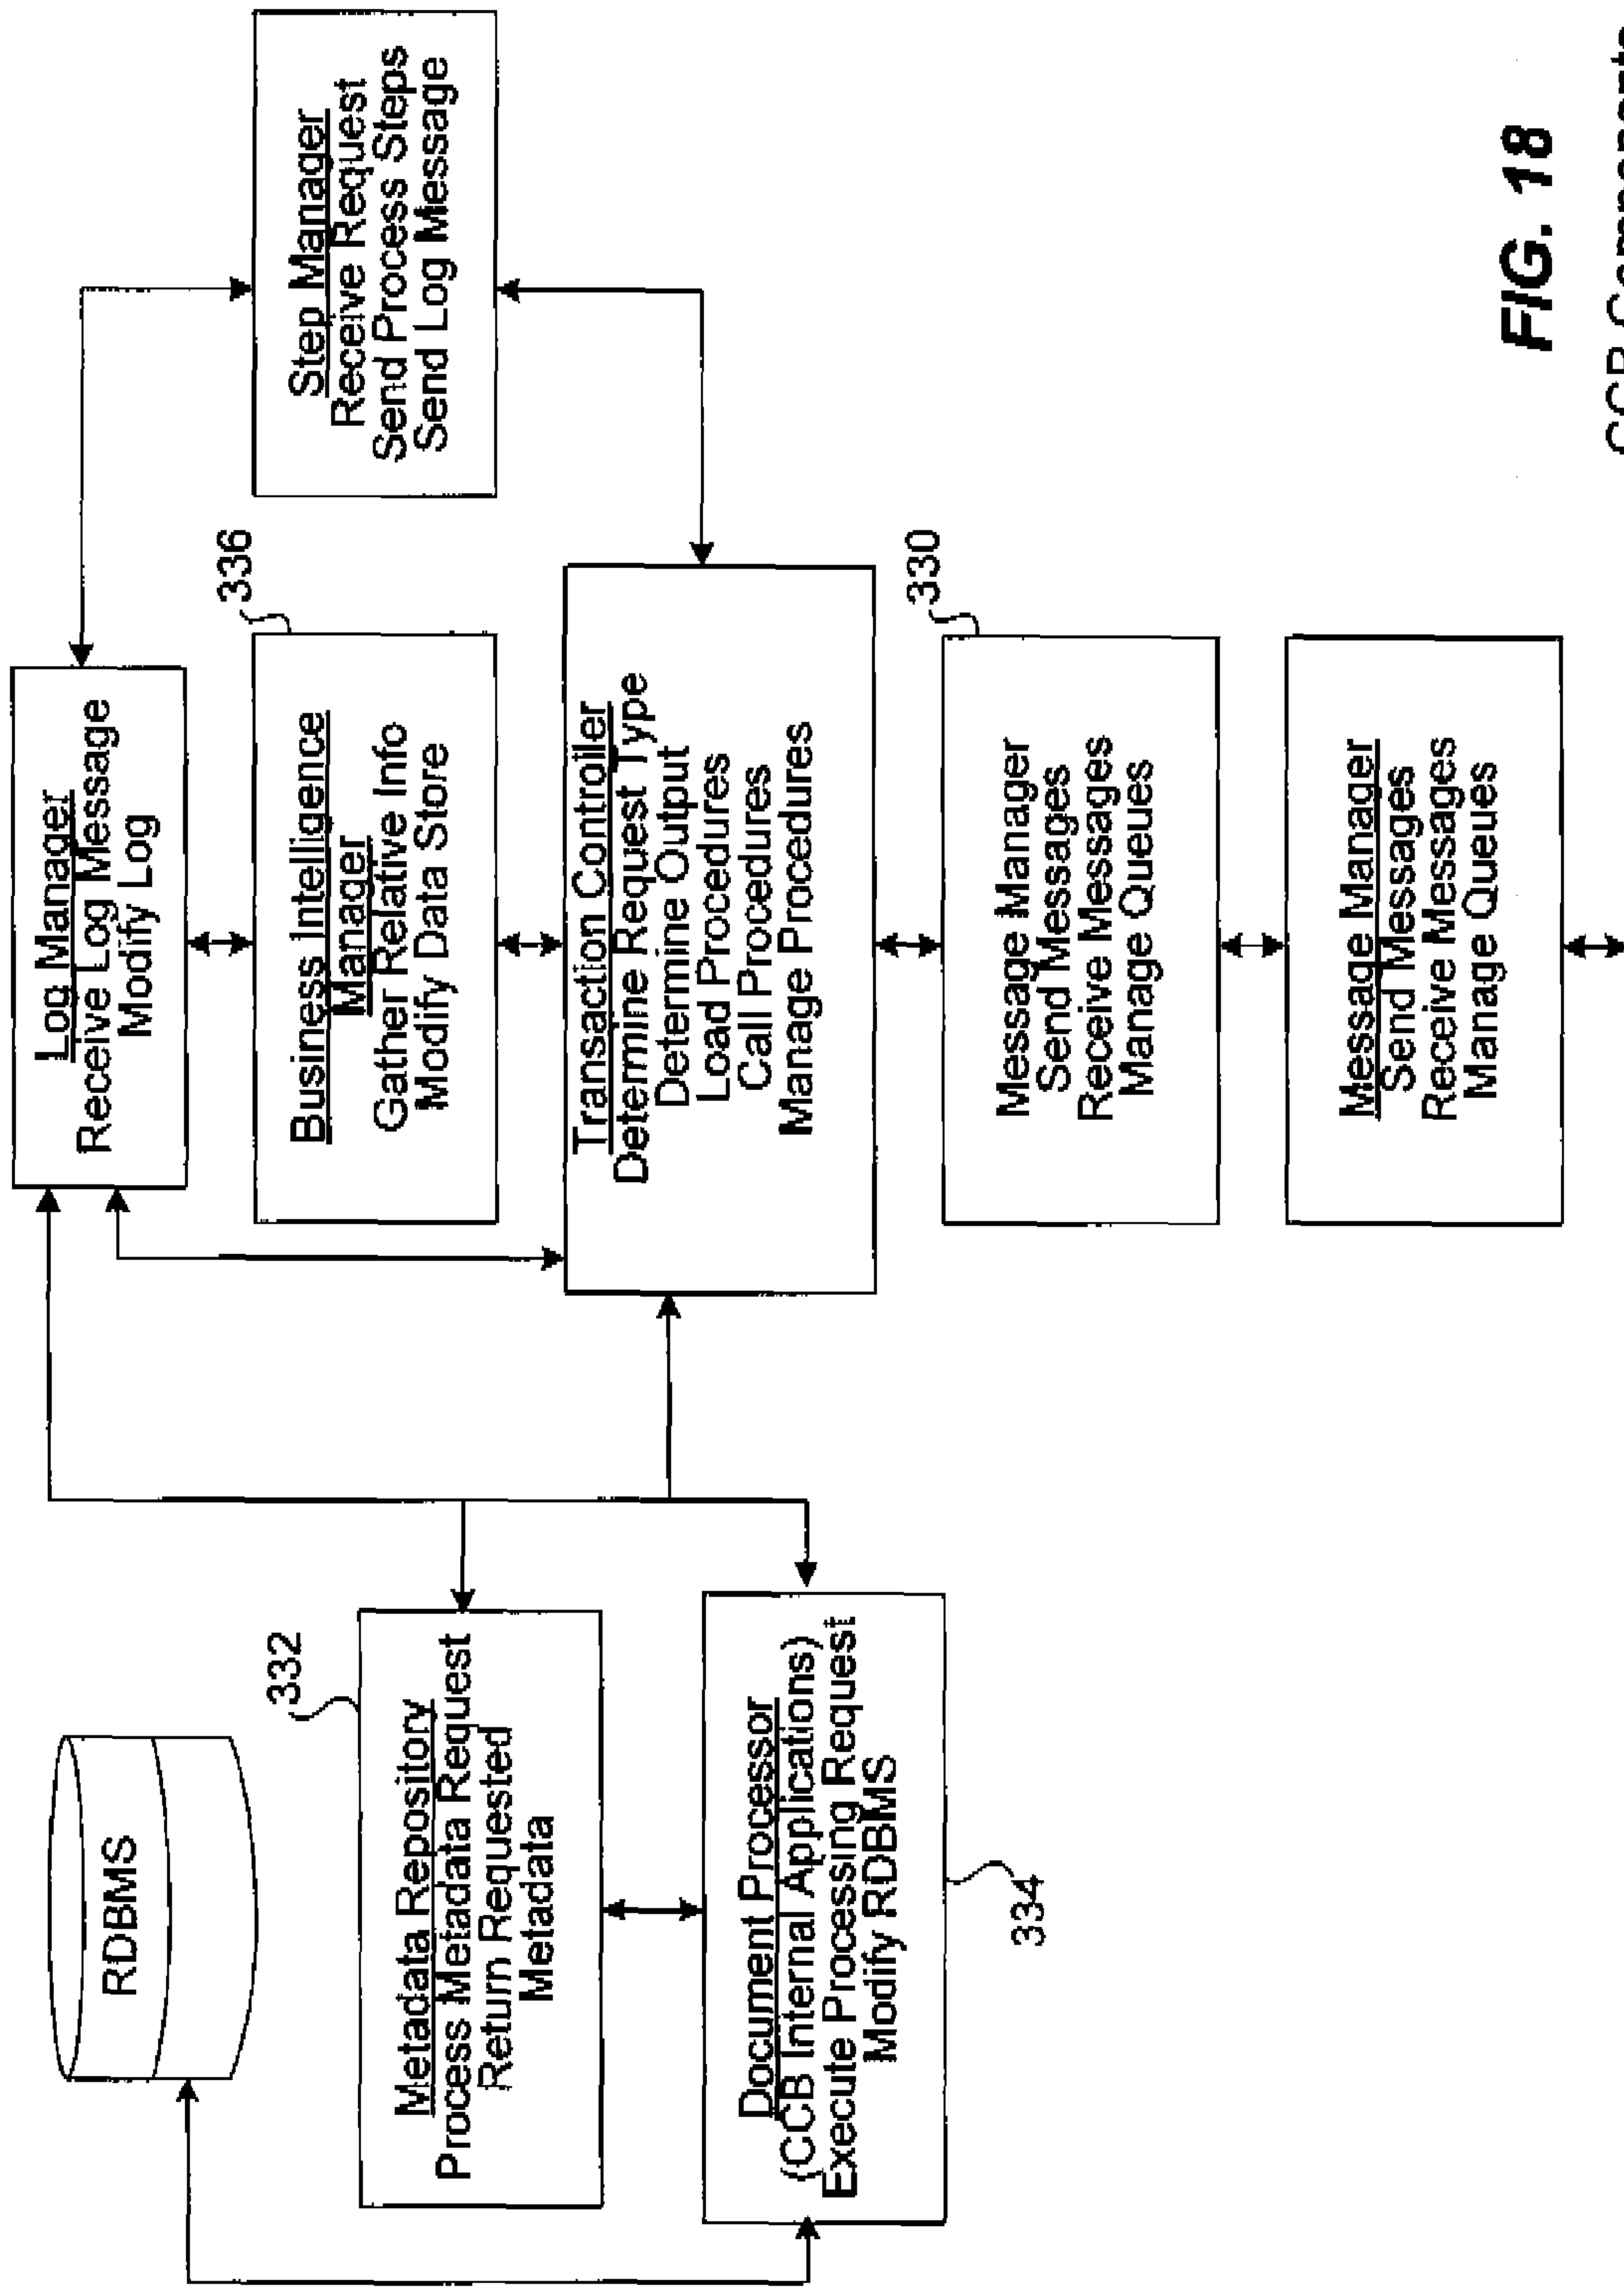 RDBMS
332
Metadata Repository
Process Metadata Request
Return Requested
Metadata
Document Processor
(CCB Internal Applications)
Execute Processing Request
Modify RDBMS
334
Log Manager
Receive Log Message
Modify Log
336
Business Intelligence
Manager
Gather Relative Info
Modify Data Store
Transaction Controller
Determine Request Type
Determine Output
Load Procedures
Call Procedures
Manage Procedures
330
Message Manager
Send Messages
Receive Messages
Manage Queues
Message Manager
Send Messages
Receive Messages
Manage Queues
Step Manager
Receive Request
Send Process Steps
Send Log Message
FIG. 18
CCB Components